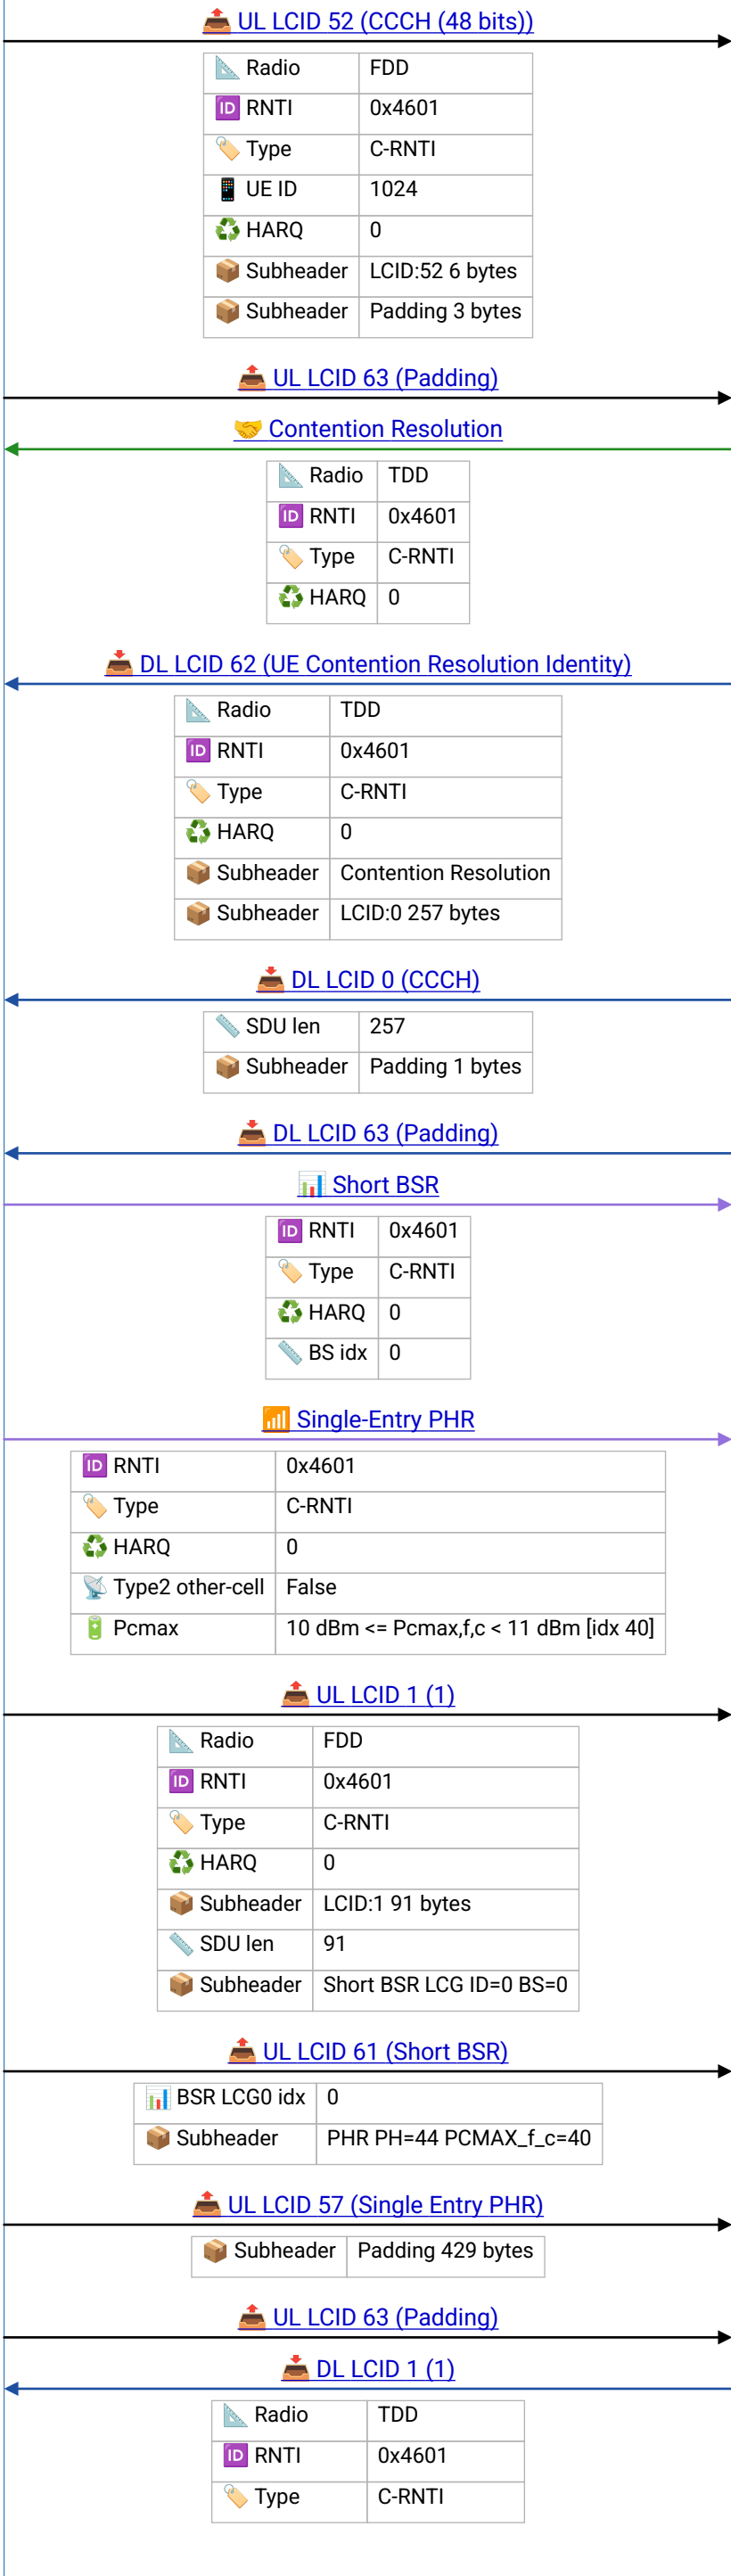 📤 UL LCID 52 (CCCH (48 bits))
📐 Radio FDD
🆔 RNTI 0x4601
🏷️ Type C-RNTI
📱 UE ID 1024
♻️ HARQ 0
📦 Subheader LCID:52 6 bytes
📦 Subheader Padding 3 bytes
📤 UL LCID 63 (Padding)
🤝 Contention Resolution
📐 Radio TDD
🆔 RNTI 0x4601
🏷️ Type C-RNTI
♻️ HARQ 0
📥 DL LCID 62 (UE Contention Resolution Identity)
📐 Radio TDD
🆔 RNTI 0x4601
🏷️ Type C-RNTI
♻️ HARQ 0
📦 Subheader Contention Resolution
📦 Subheader LCID:0 257 bytes
📥 DL LCID 0 (CCCH)
📏 SDU len 257
📦 Subheader Padding 1 bytes
📥 DL LCID 63 (Padding)
📊 Short BSR
🆔 RNTI 0x4601
🏷️ Type C-RNTI
♻️ HARQ 0
📏 BS idx 0
📶 Single-Entry PHR
🆔 RNTI 0x4601
🏷️ Type C-RNTI
♻️ HARQ 0
📡 Type2 other-cell False
🔋 Pcmax 10 dBm <= Pcmax,f,c < 11 dBm [idx 40]
📤 UL LCID 1 (1)
📐 Radio FDD
🆔 RNTI 0x4601
🏷️ Type C-RNTI
♻️ HARQ 0
📦 Subheader LCID:1 91 bytes
📏 SDU len 91
📦 Subheader Short BSR LCG ID=0 BS=0
📤 UL LCID 61 (Short BSR)
📊 BSR LCG0 idx 0
📦 Subheader PHR PH=44 PCMAX_f_c=40
📤 UL LCID 57 (Single Entry PHR)
📦 Subheader Padding 429 bytes
📤 UL LCID 63 (Padding)
📥 DL LCID 1 (1)
📐 Radio TDD
🆔 RNTI 0x4601
🏷️ Type C-RNTI